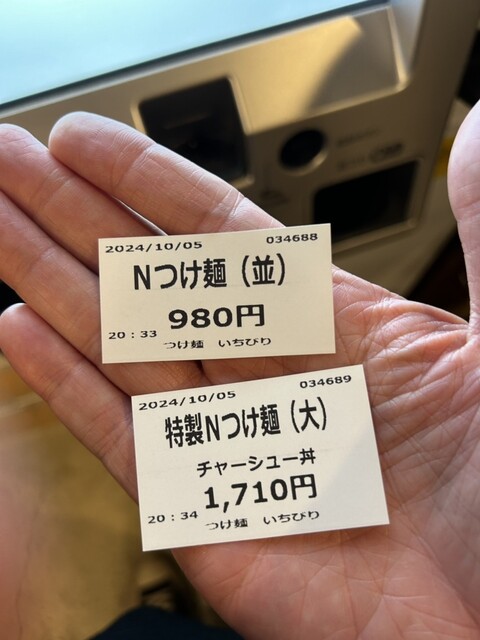 2024/10/05 034688
Nつけ麺（並）
980円
20:33 つけ麺 いちびり
2024/10/05 034689
特製Nつけ麺（大）
チャーシュー丼
1,710円
20:34 つけ麺 いちびり